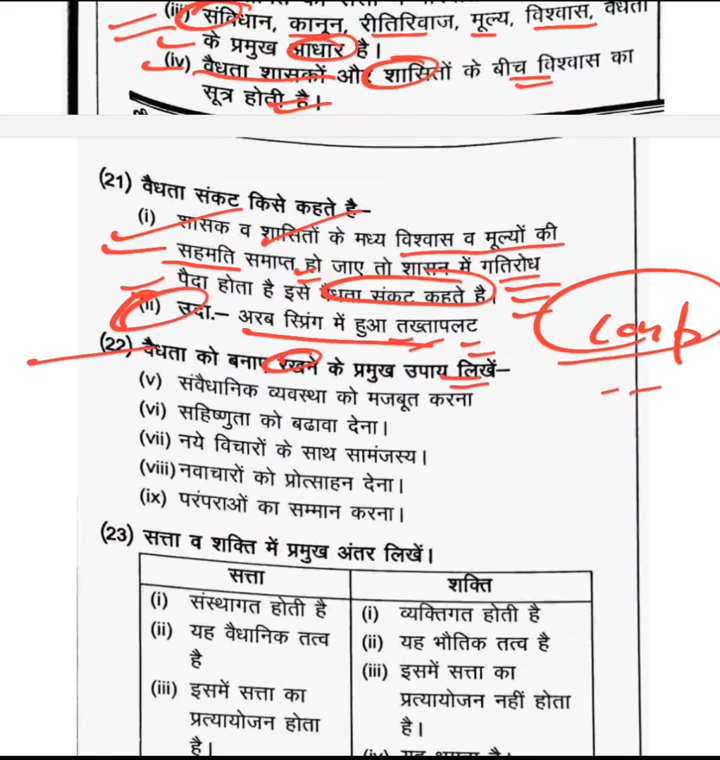 (iii) संविधान, कानून, रीतिरिवाज, मूल्य, विश्वास, वैधता
के प्रमुख आधार है।
(iv) वैधता शासकों और शासितों के बीच विश्वास का
सूत्र होती है।
(21) वैधता संकट किसे कहते है–
(i) शासक व शासितों के मध्य विश्वास व मूल्यों की
सहमति समाप्त हो जाए तो शासन में गतिरोध
पैदा होता है इसे वैधता संकट कहते है।
(ii) उदा.– अरब स्प्रिंग में हुआ तख्तापलट
(22) वैधता को बनाए रखने के प्रमुख उपाय लिखें–
(v) संवैधानिक व्यवस्था को मजबूत करना
(vi) सहिष्णुता को बढावा देना।
(vii) नये विचारों के साथ सामंजस्य।
(viii) नवाचारों को प्रोत्साहन देना।
(ix) परंपराओं का सम्मान करना।
(23) सत्ता व शक्ति में प्रमुख अंतर लिखें।
सत्ता
(i) संस्थागत होती है
(ii) यह वैधानिक तत्व
है
(iii) इसमें सत्ता का
प्रत्यायोजन होता
है।
शक्ति
(i) व्यक्तिगत होती है
(ii) यह भौतिक तत्व है
(iii) इसमें सत्ता का
प्रत्यायोजन नहीं होता
है।